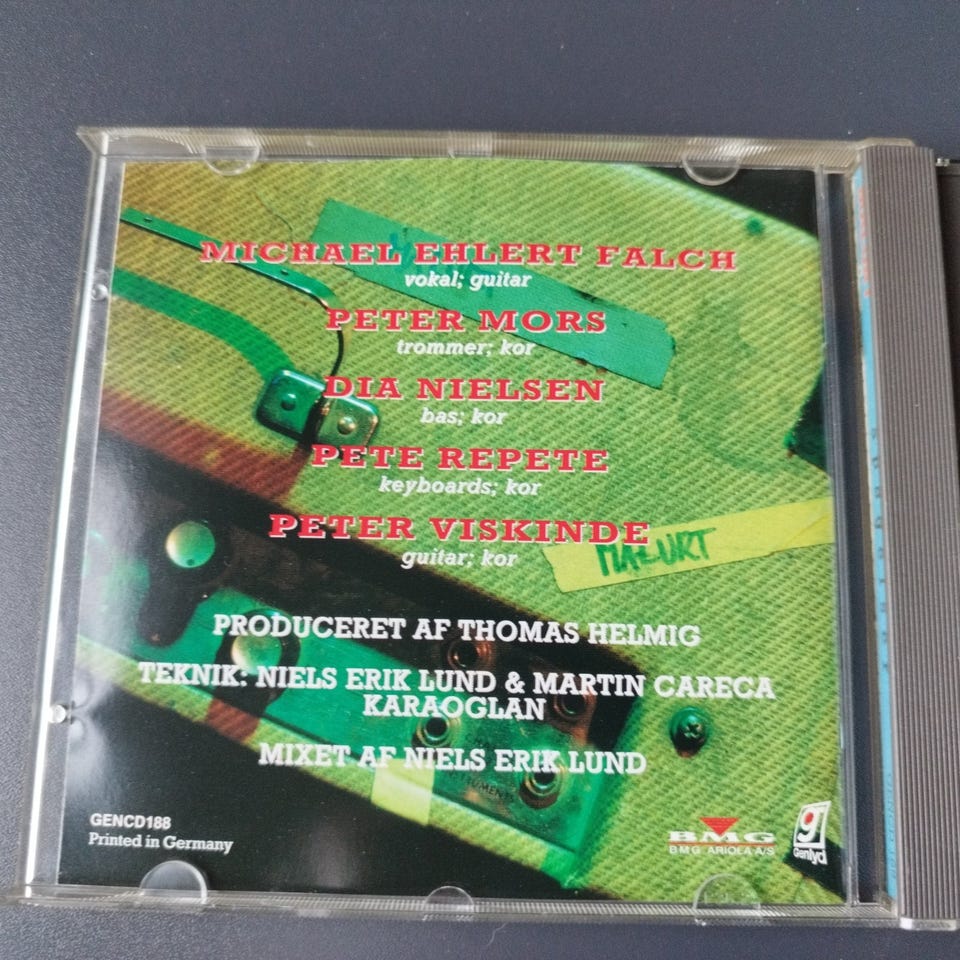 MICHAEL EHLERT FALCH
vokal; guitar
PETER MORS
trommer; kor
DIA NIELSEN
bas; kor
PETE REPETE
keyboards; kor
PETER VISKINDE
guitar; kor
PRODUCERET AF THOMAS HELMIG
TEKNIK: NIELS ERIK LUND & MARTIN CARECA
KARAOGLAN
MIXET AF NIELS ERIK LUND
GENCD188
Printed in Germany
BMG
BMG ARIOLA A/S
g
Genlyd